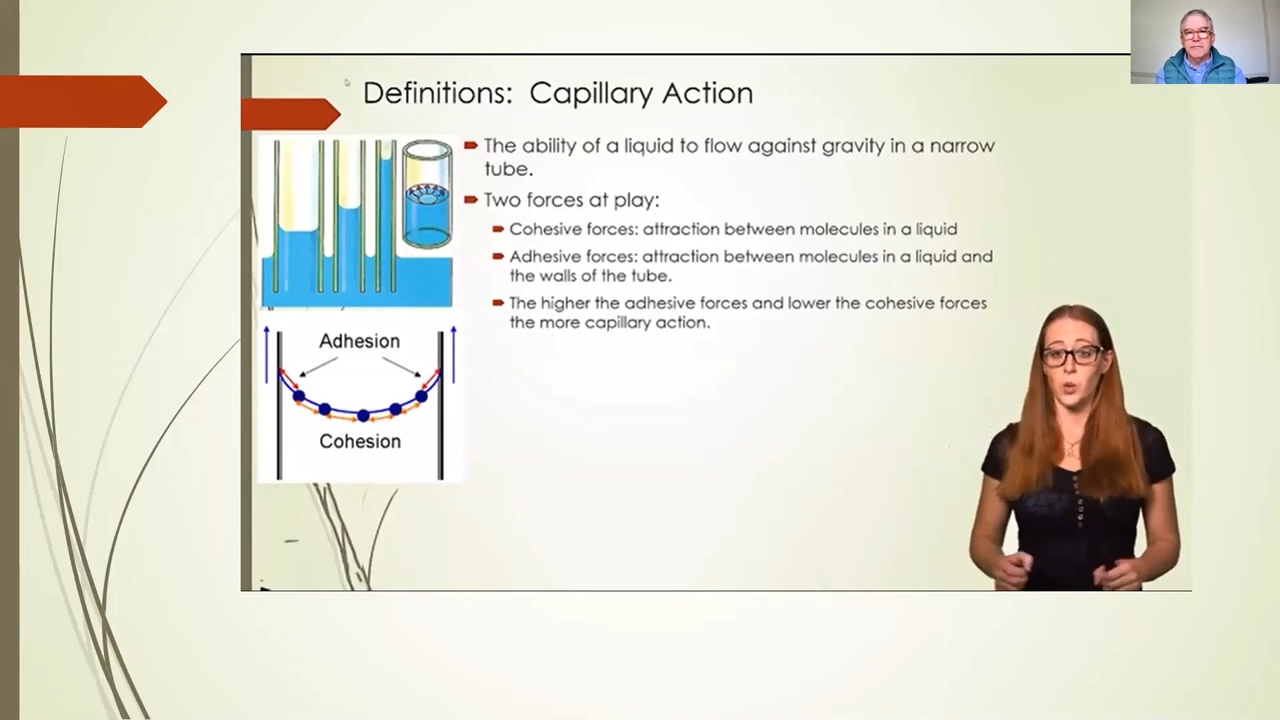 Definitions: Capillary Action
The ability of a liquid to flow against gravity in a narrow
tube.
Two forces at play:
Cohesive forces: attraction between molecules in a liquid
Adhesive forces: attraction between molecules in a liquid and
the walls of the tube.
The higher the adhesive forces and lower the cohesive forces
the more capillary action.
Adhesion
Cohesion